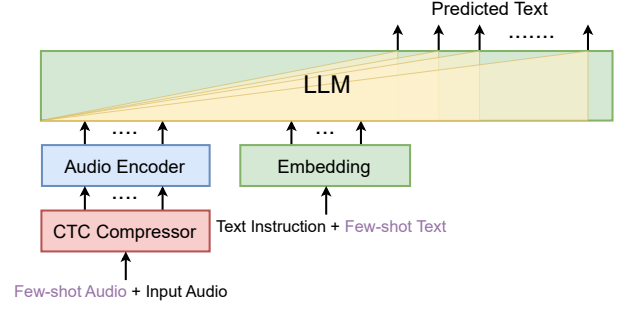 Predicted Text
.......
LLM
.... ...
Audio Encoder Embedding
....
CTC Compressor Text Instruction + Few-shot Text
Few-shot Audio + Input Audio